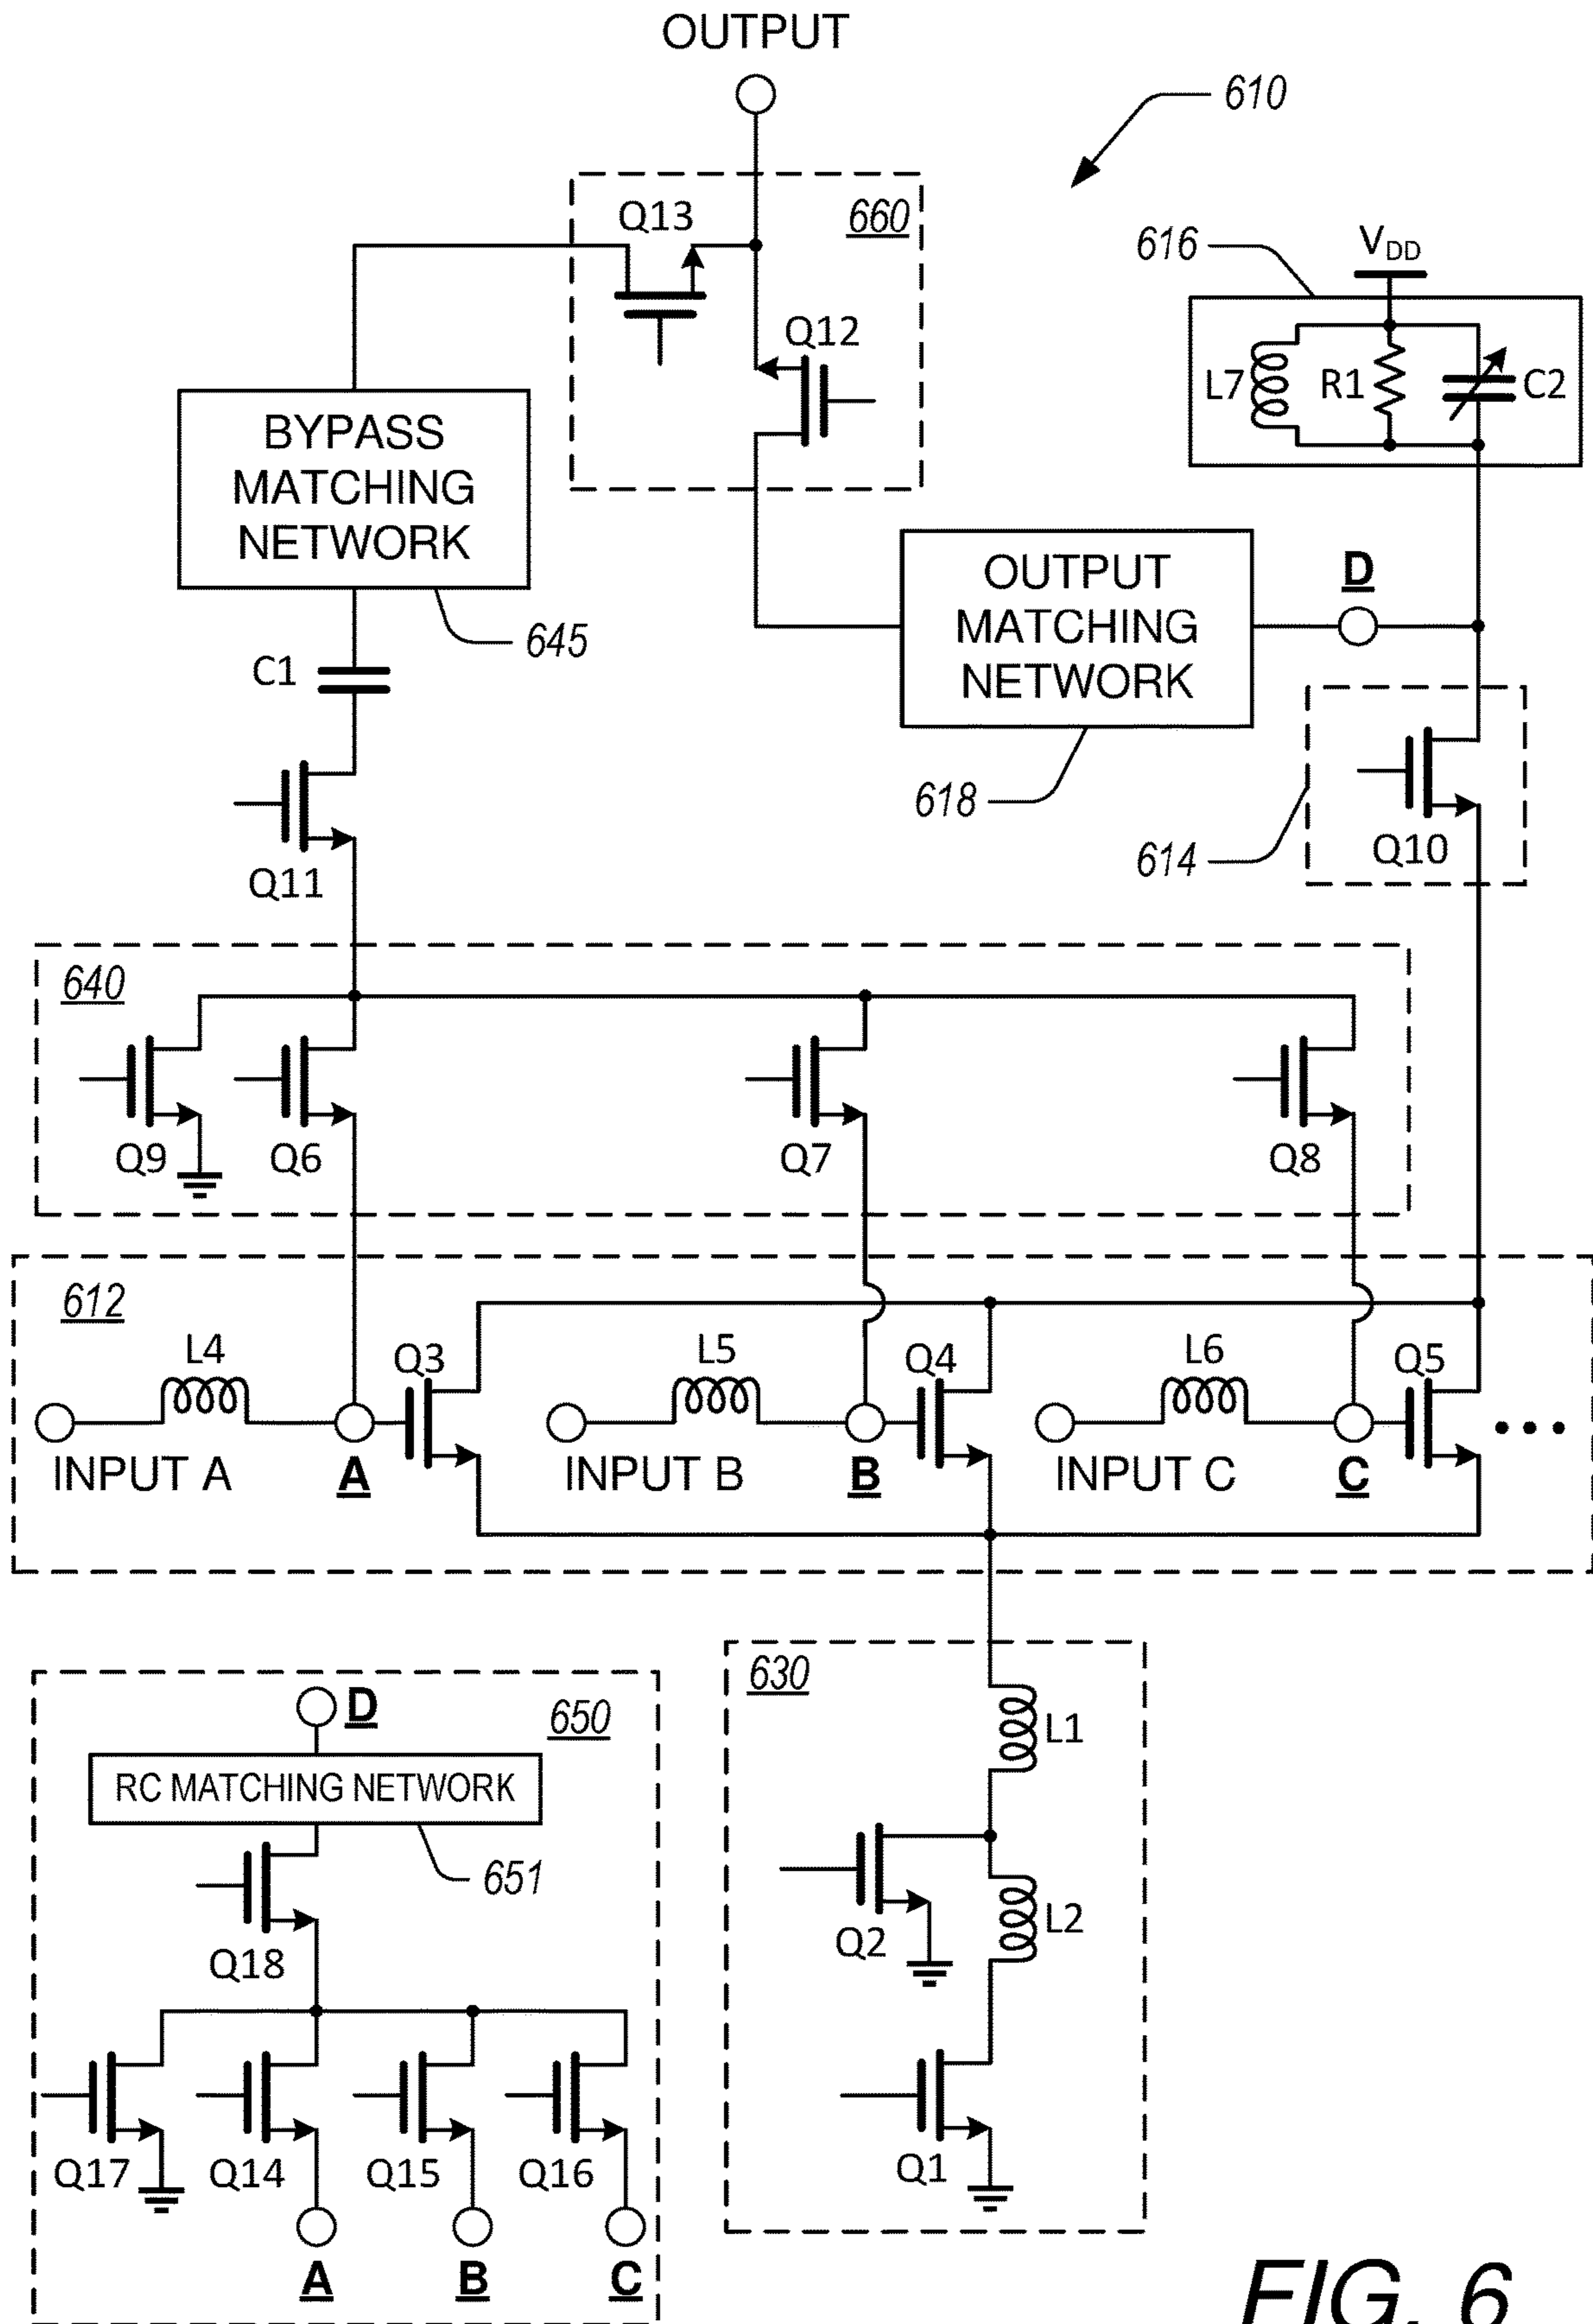 OUTPUT
610
Q13
660
616
V_DD
Q12
L7
R1
C2
BYPASS
MATCHING
NETWORK
645
OUTPUT
MATCHING
NETWORK
D
C1
618
614
Q10
Q11
640
Q9
Q6
Q7
Q8
612
L4
Q3
L5
Q4
L6
Q5
...
INPUT A
A
INPUT B
B
INPUT C
C
630
L1
D
650
RC MATCHING NETWORK
651
Q2
L2
Q18
Q17
Q14
Q15
Q16
Q1
A
B
C
FIG. 6